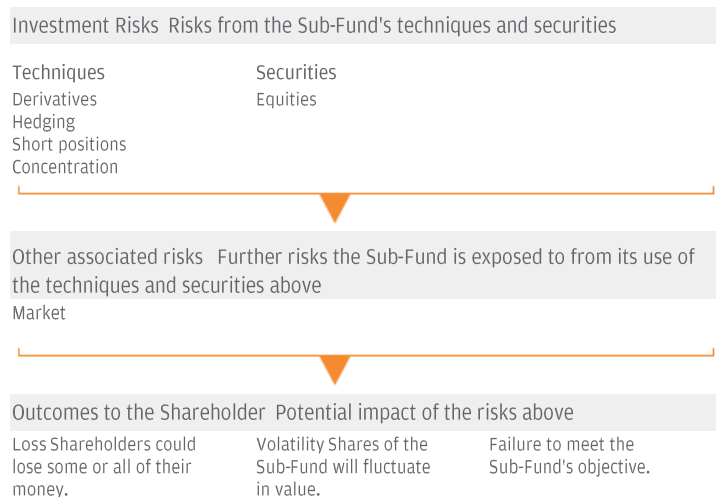 Investment Risks Risks from the Sub-Fund's techniques and securities
Techniques
Derivatives
Hedging
Short positions
Concentration
Securities
Equities
Other associated risks Further risks the Sub-Fund is exposed to from its use of
the techniques and securities above
Market
Outcomes to the Shareholder Potential impact of the risks above
Loss Shareholders could
lose some or all of their
money.
Volatility Shares of the
Sub-Fund will fluctuate
in value.
Failure to meet the
Sub-Fund's objective.